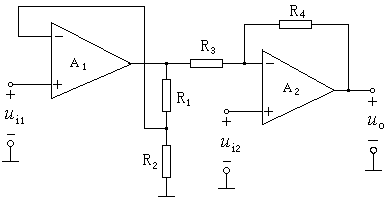 R4
− A1 +
R3
− A2 +
R1
+ ui1 −
+ ui2 −
+ uo −
R2